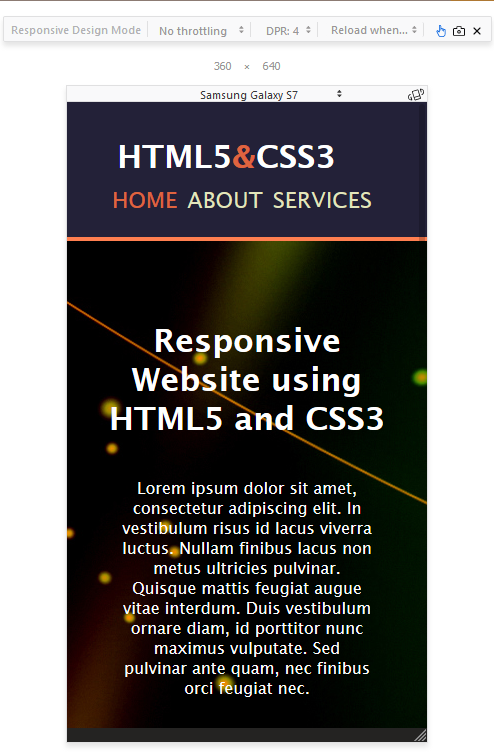 Responsive Design Mode No throttling DPR: 4 Reload when...
360 × 640
Samsung Galaxy S7
HTML5&CSS3
HOME ABOUT SERVICES
Responsive
Website using
HTML5 and CSS3
Lorem ipsum dolor sit amet,
consectetur adipiscing elit. In
vestibulum risus id lacus viverra
luctus. Nullam finibus lacus non
metus ultricies pulvinar.
Quisque mattis feugiat augue
vitae interdum. Duis vestibulum
ornare diam, id porttitor nunc
maximus vulputate. Sed
pulvinar ante quam, nec finibus
orci feugiat nec.